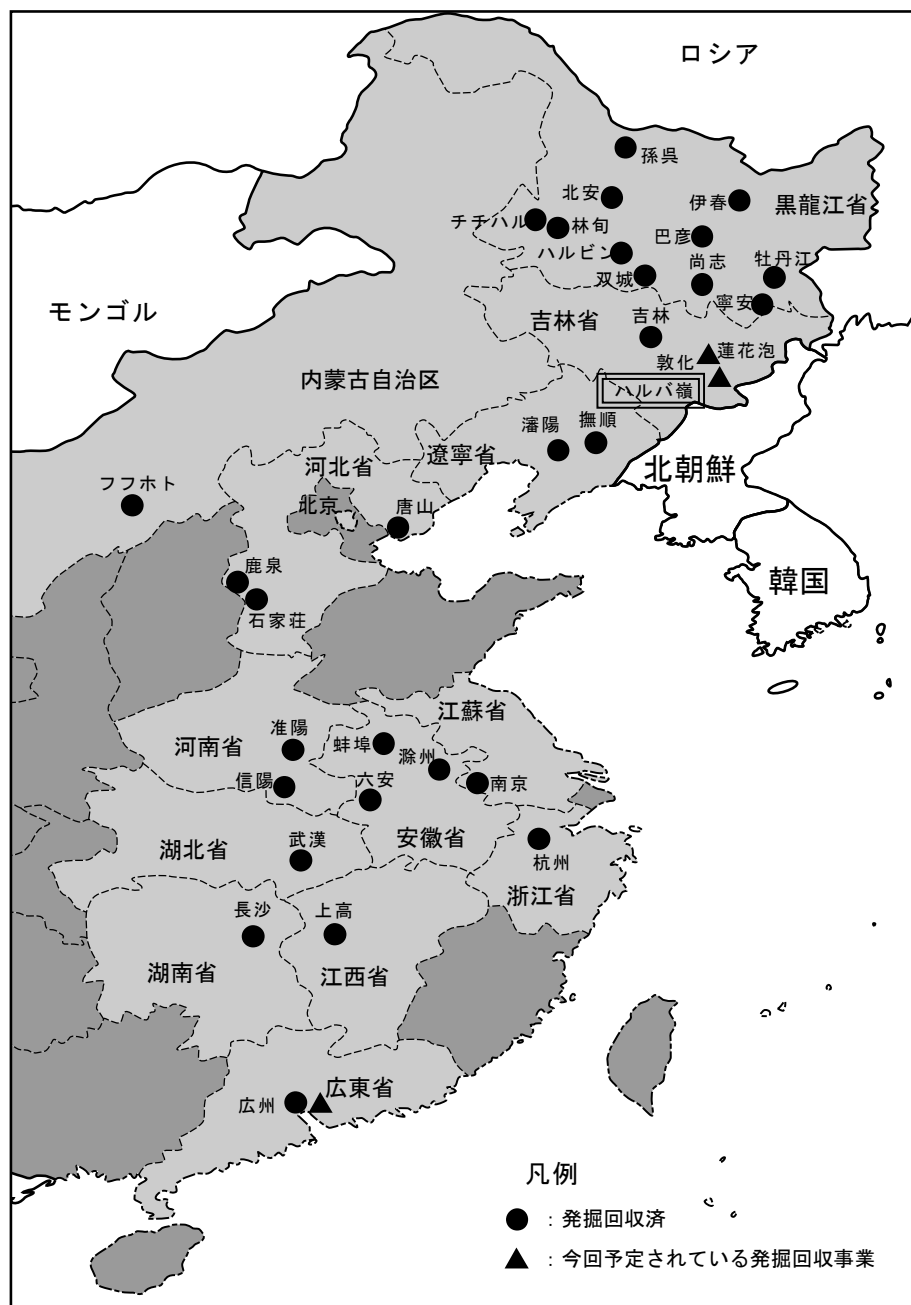 ロシア
孫呉
北安
伊春
黒龍江省
チチハル
林旬
巴彦
ハルビン
尚志
牡丹江
双城
寧安
モンゴル
吉林省
吉林
蓮花泡
敦化
内蒙古自治区
ハルバ嶺
瀋陽
撫順
遼寧省
河北省
北朝鮮
フフホト
北京
唐山
鹿泉
韓国
石家荘
江蘇省
准陽
河南省
蚌埠
滁州
信陽
六安
南京
湖北省
武漢
安徽省
杭州
浙江省
長沙
上高
湖南省
江西省
広東省
広州
凡例
●：発掘回収済
▲：今回予定されている発掘回収事業